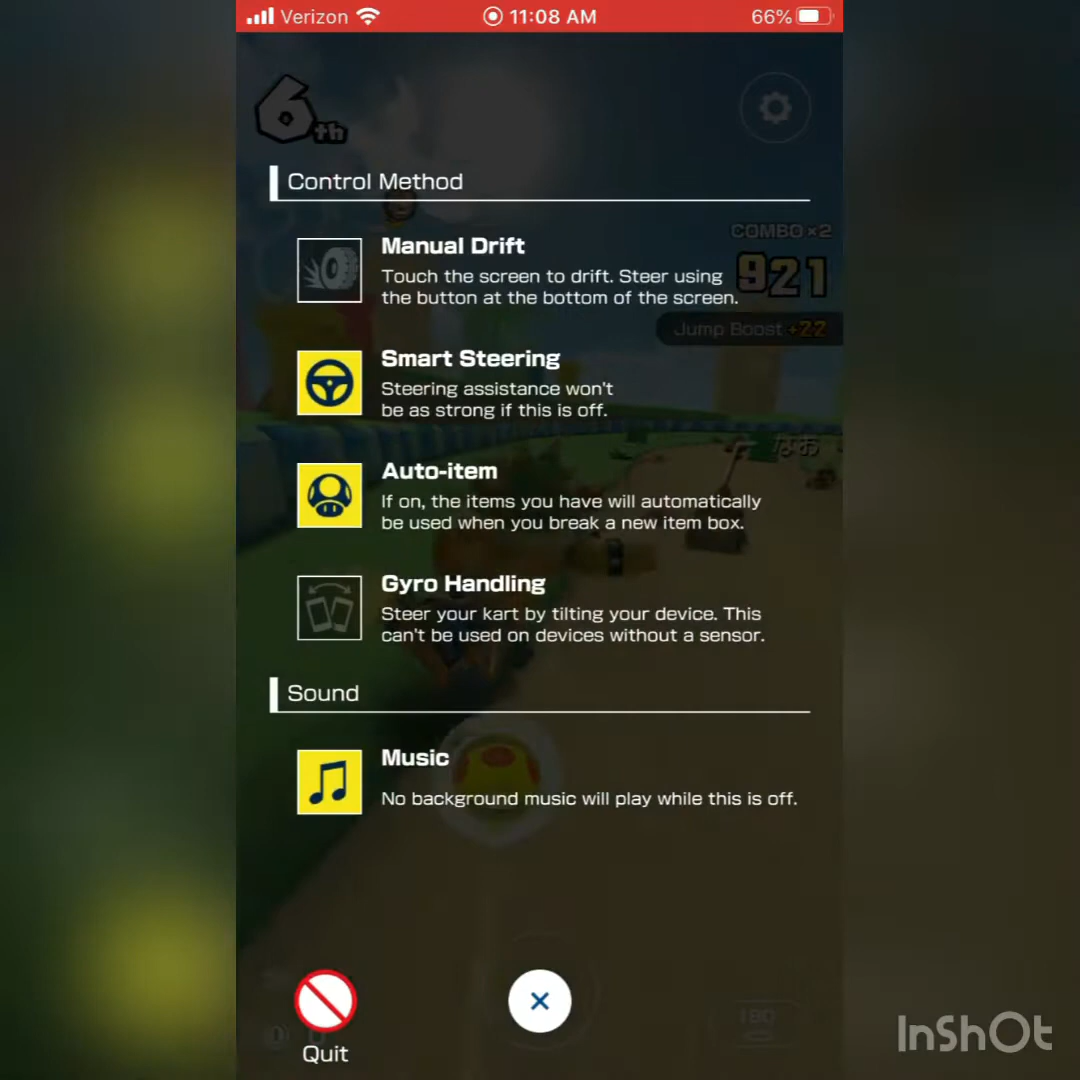 Verizon 11:08 AM 66%
6th
Control Method
COMBO ×2
Manual Drift
Touch the screen to drift. Steer using
the button at the bottom of the screen.
921
Jump Boost +22
Smart Steering
Steering assistance won't
be as strong if this is off.
なお
Auto-item
If on, the items you have will automatically
be used when you break a new item box.
Gyro Handling
Steer your kart by tilting your device. This
can't be used on devices without a sensor.
Sound
Music
No background music will play while this is off.
180
Quit
InShOt